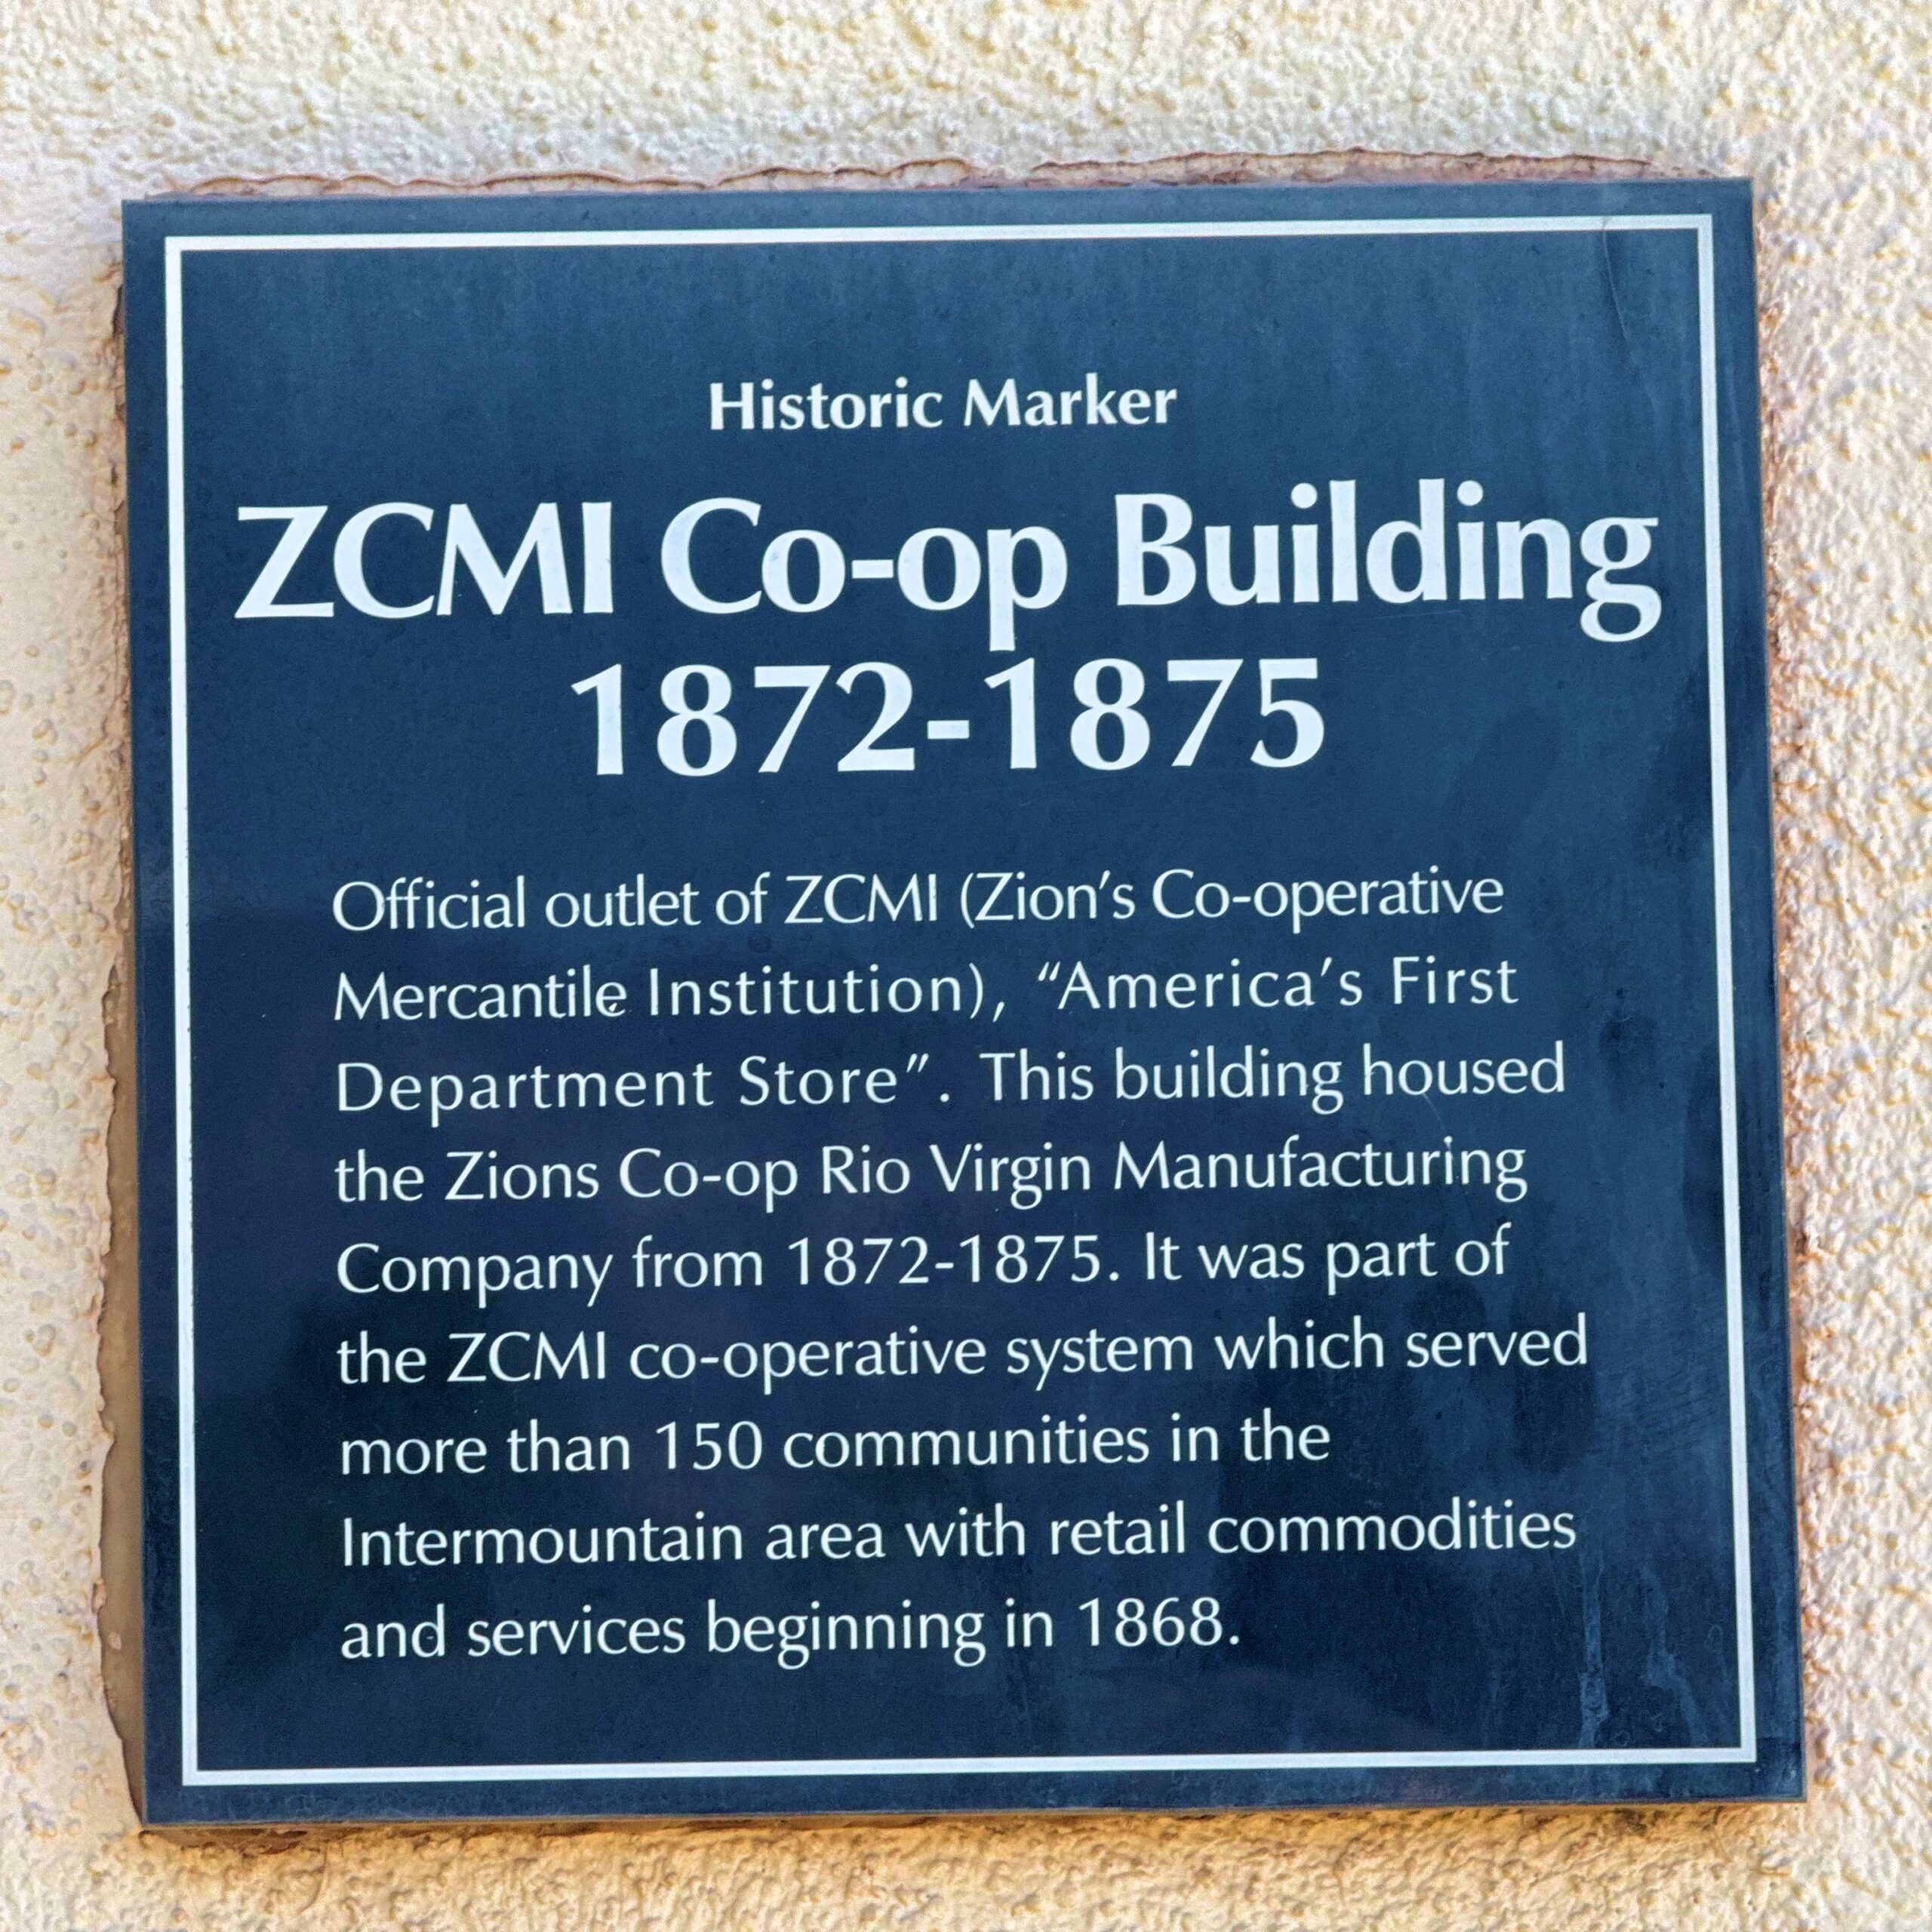 Historic Marker
ZCMI Co-op Building
1872-1875
Official outlet of ZCMI (Zion's Co-operative
Mercantile Institution), “America's First
Department Store”. This building housed
the Zions Co-op Rio Virgin Manufacturing
Company from 1872-1875. It was part of
the ZCMI co-operative system which served
more than 150 communities in the
Intermountain area with retail commodities
and services beginning in 1868.